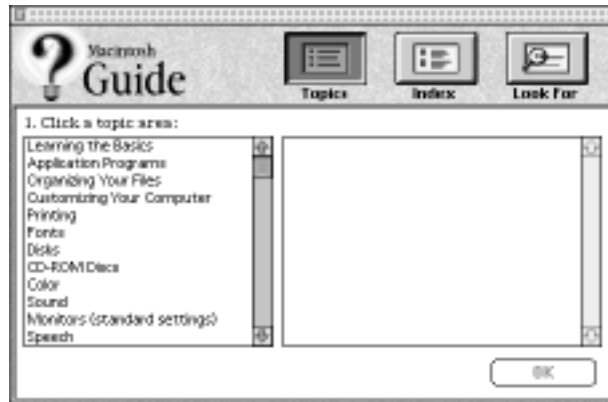 Macintosh
Guide
Topics
Index
Look For
1. Click a topic area:
Learning the Basics
Application Programs
Organizing Your Files
Customizing Your Computer
Printing
Fonts
Disks
CD-ROM Discs
Color
Sound
Monitors (standard settings)
Speech
OK